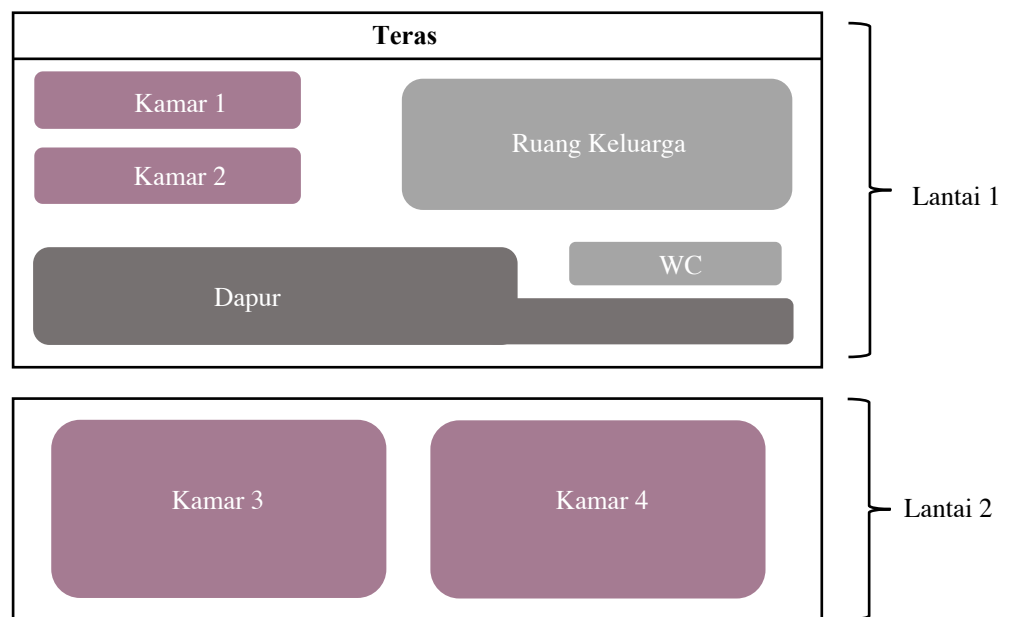 Teras
Kamar 1
Ruang Keluarga
Kamar 2
Lantai 1
WC
Dapur
Kamar 3
Kamar 4
Lantai 2